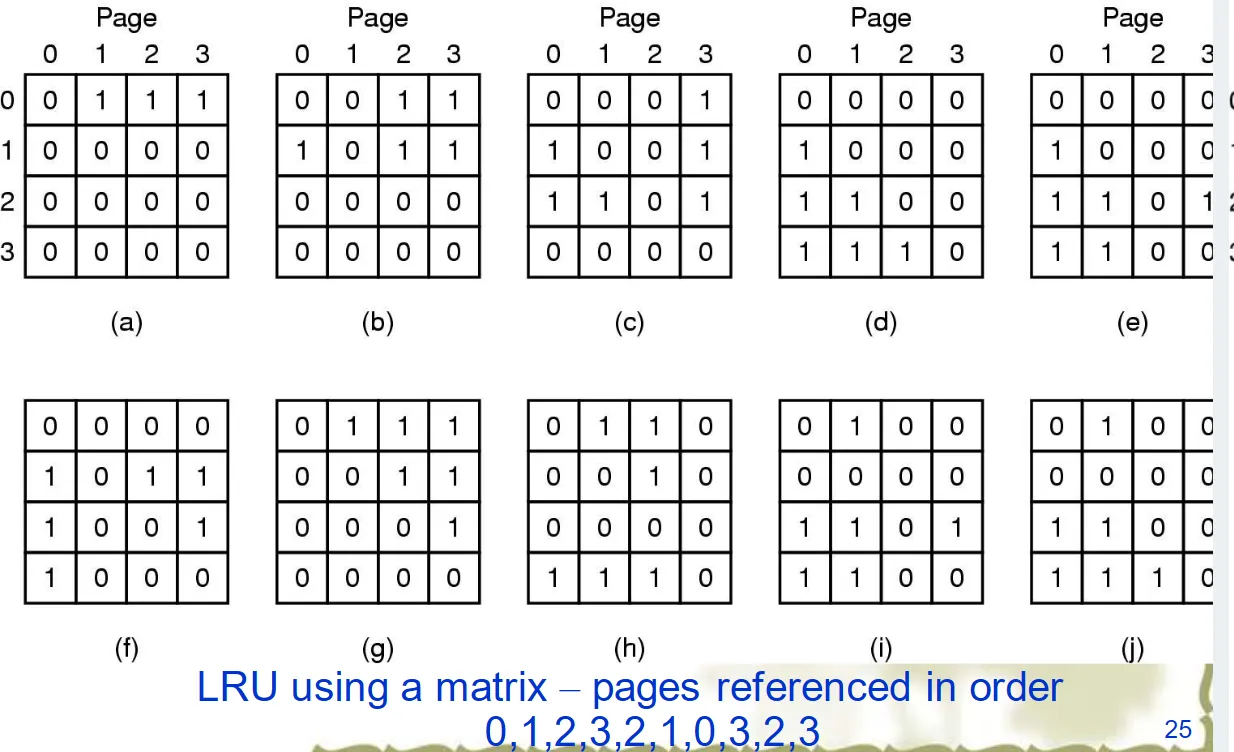 Page Page Page Page Page
0 1 2 3 0 1 2 3 0 1 2 3 0 1 2 3 0 1 2 3
0 0 1 1 1 0 0 1 1 0 0 0 1 0 0 0 0 0 0 0 0
1 0 0 0 0 1 0 1 1 1 0 0 1 1 0 0 0 1 0 0 0
2 0 0 0 0 0 0 0 0 1 1 0 1 1 1 0 0 1 1 0 1
3 0 0 0 0 0 0 0 0 0 0 0 0 1 1 1 0 1 1 0 0
(a) (b) (c) (d) (e)
0 0 0 0 0 1 1 1 0 1 1 0 0 1 0 0 0 1 0 0
1 0 1 1 0 0 1 1 0 0 1 0 0 0 0 0 0 0 0 0
1 0 0 1 0 0 0 1 0 0 0 0 1 1 0 1 1 1 0 0
1 0 0 0 0 0 0 0 1 1 1 0 1 1 0 0 1 1 1 0
(f) (g) (h) (i) (j)
LRU using a matrix – pages referenced in order
0,1,2,3,2,1,0,3,2,3
25